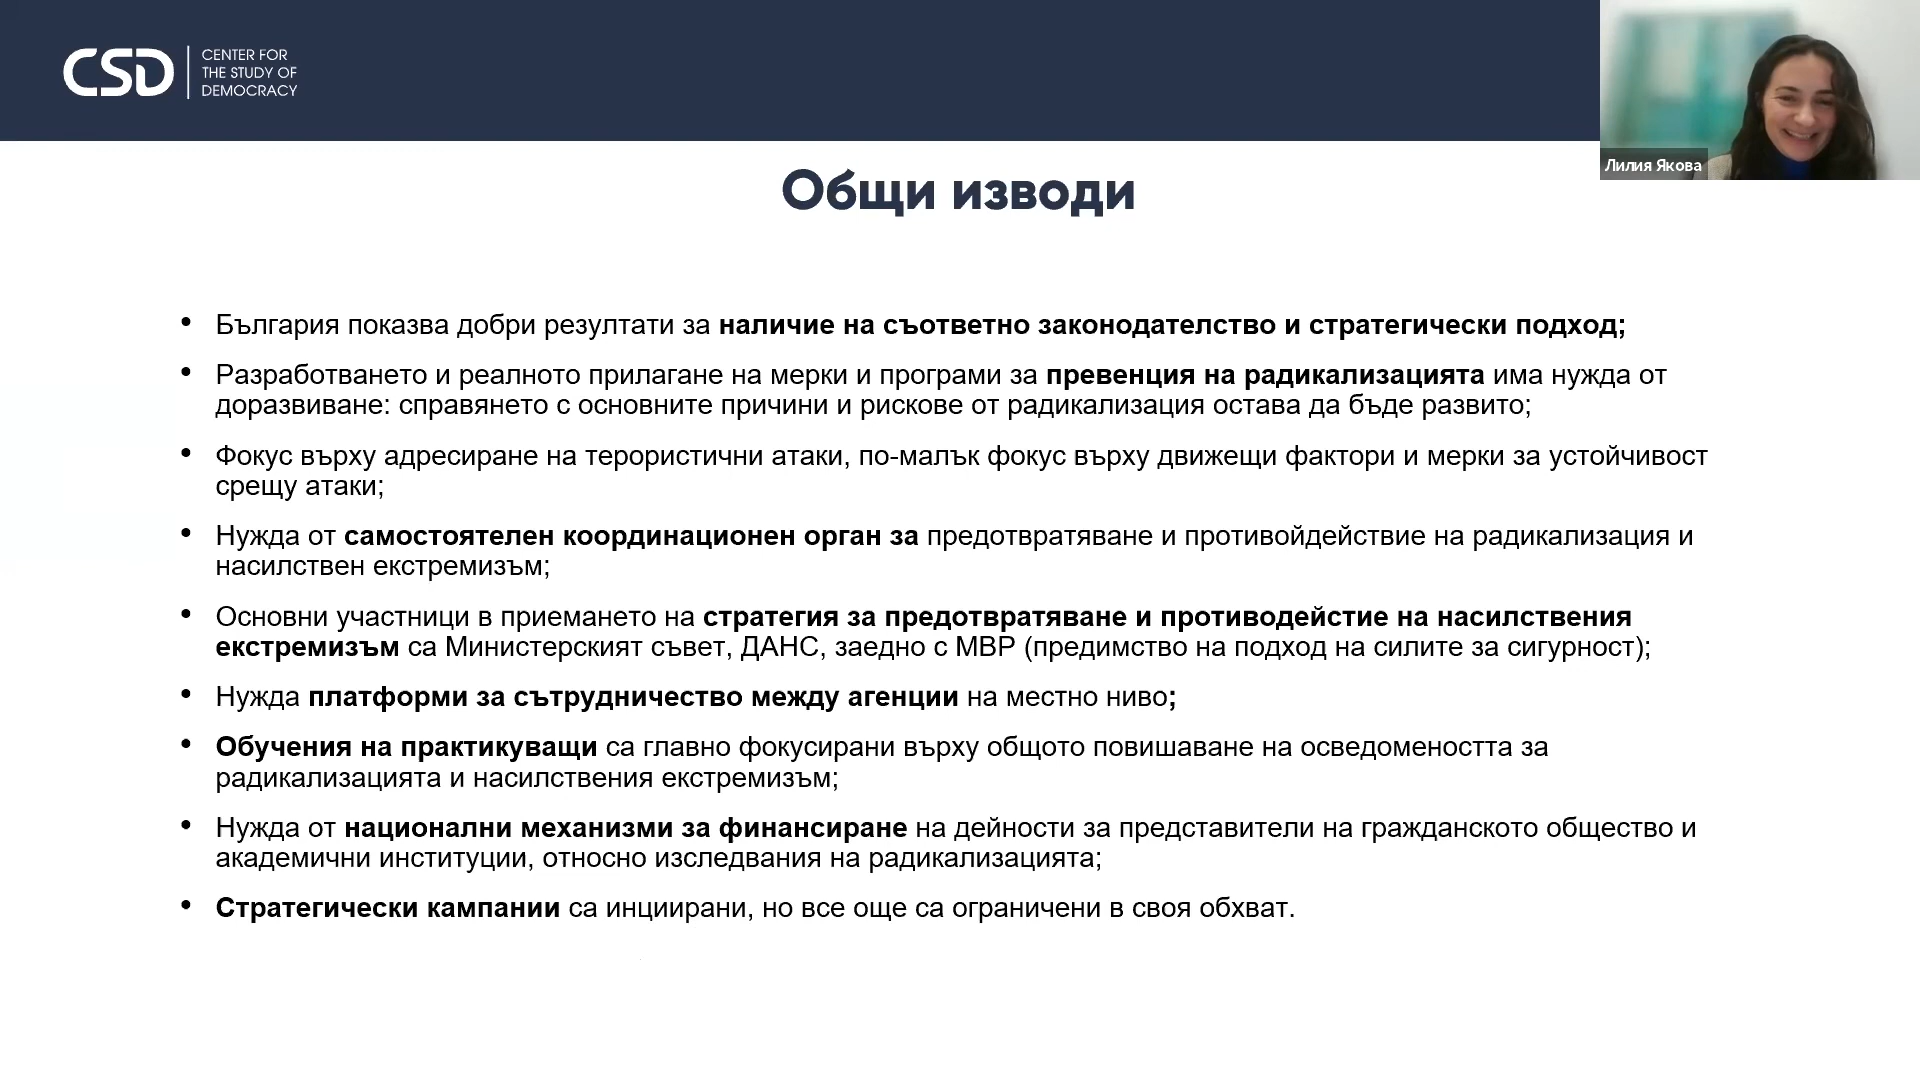 CSD
CENTER FOR
THE STUDY OF
DEMOCRACY
Лилия Якова
Общи изводи
• България показва добри резултати за наличие на съответно законодателство и стратегически подход;
• Разработването и реалното прилагане на мерки и програми за превенция на радикализацията има нужда от
доразвиване: справянето с основните причини и рискове от радикализация остава да бъде развито;
• Фокус върху адресиране на терористични атаки, по-малък фокус върху движещи фактори и мерки за устойчивост
срещу атаки;
• Нужда от самостоятелен координационен орган за предотвратяване и противойдействие на радикализация и
насилствен екстремизъм;
• Основни участници в приемането на стратегия за предотвратяване и противодейстие на насилствения
екстремизъм са Министерският съвет, ДАНС, заедно с МВР (предимство на подход на силите за сигурност);
• Нужда платформи за сътрудничество между агенции на местно ниво;
• Обучения на практикуващи са главно фокусирани върху общото повишаване на осведомеността за
радикализацията и насилствения екстремизъм;
• Нужда от национални механизми за финансиране на дейности за представители на гражданското общество и
академични институции, относно изследвания на радикализацията;
• Стратегически кампании са инциирани, но все още са ограничени в своя обхват.